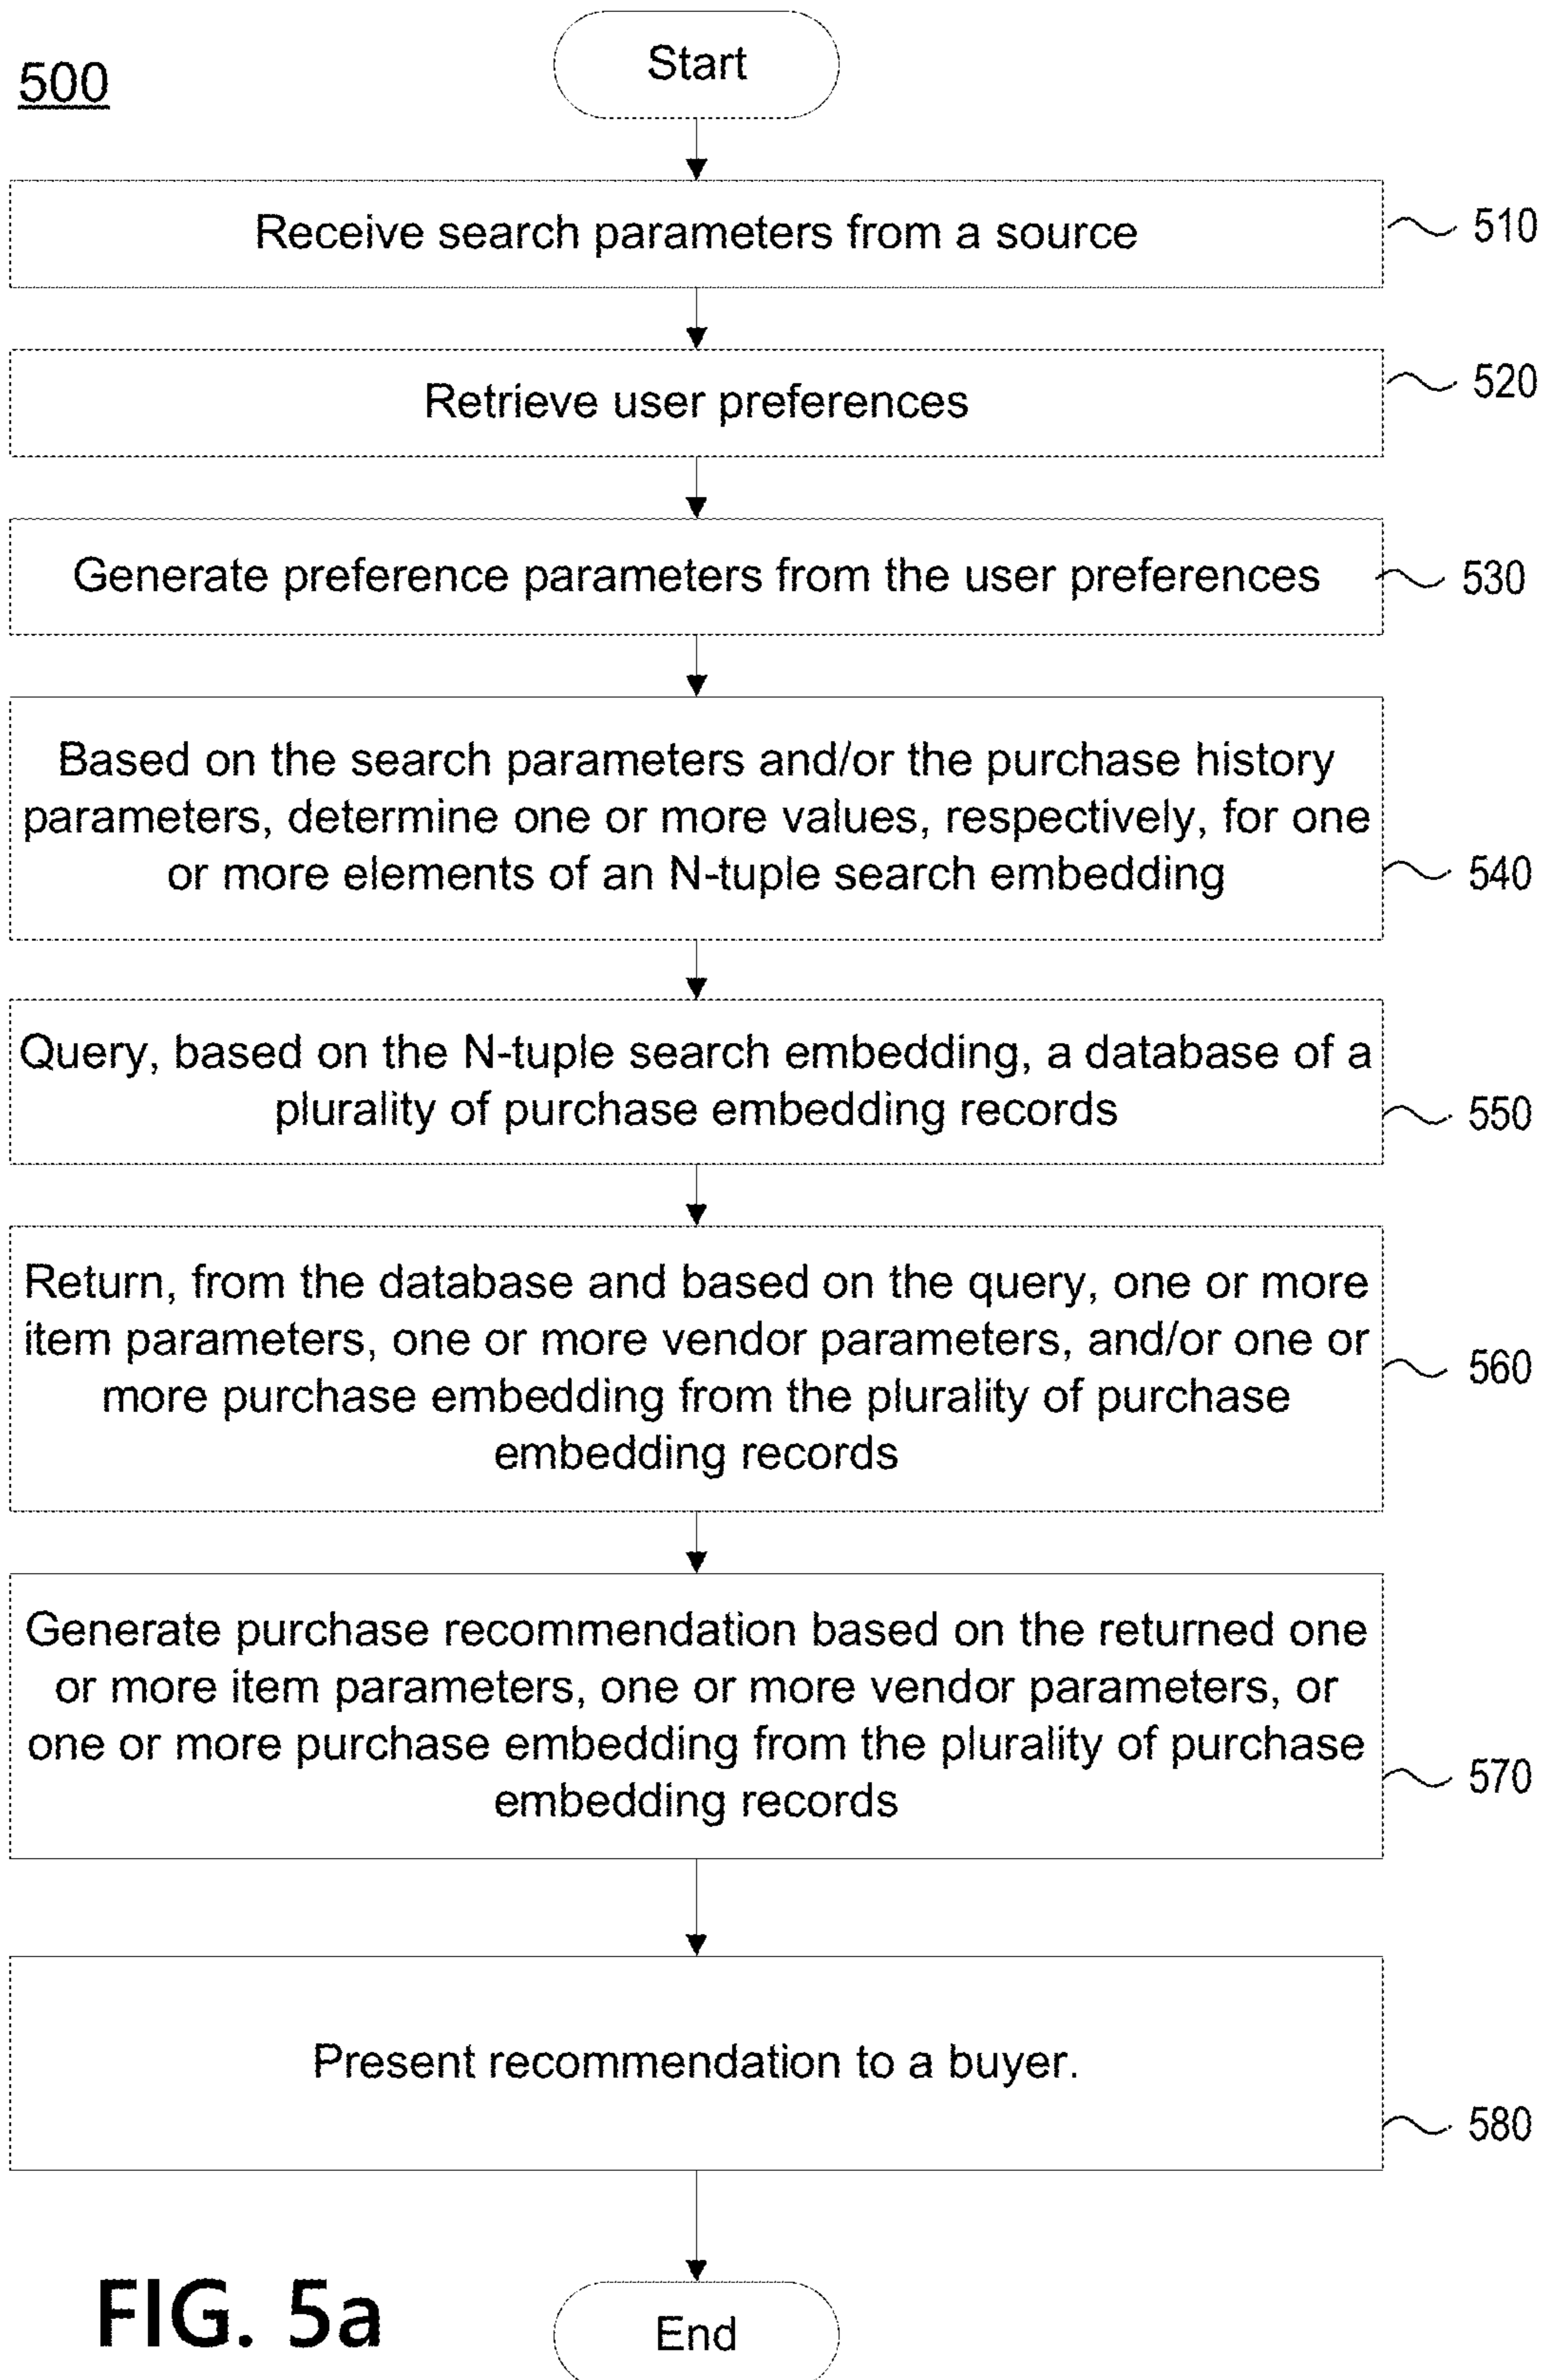 500
Start
Receive search parameters from a source
510
Retrieve user preferences
520
Generate preference parameters from the user preferences
530
Based on the search parameters and/or the purchase history
parameters, determine one or more values, respectively, for one
or more elements of an N-tuple search embedding
540
Query, based on the N-tuple search embedding, a database of a
plurality of purchase embedding records
550
Return, from the database and based on the query, one or more
item parameters, one or more vendor parameters, and/or one or
more purchase embedding from the plurality of purchase
embedding records
560
Generate purchase recommendation based on the returned one
or more item parameters, one or more vendor parameters, or
one or more purchase embedding from the plurality of purchase
embedding records
570
Present recommendation to a buyer.
580
End
FIG. 5a